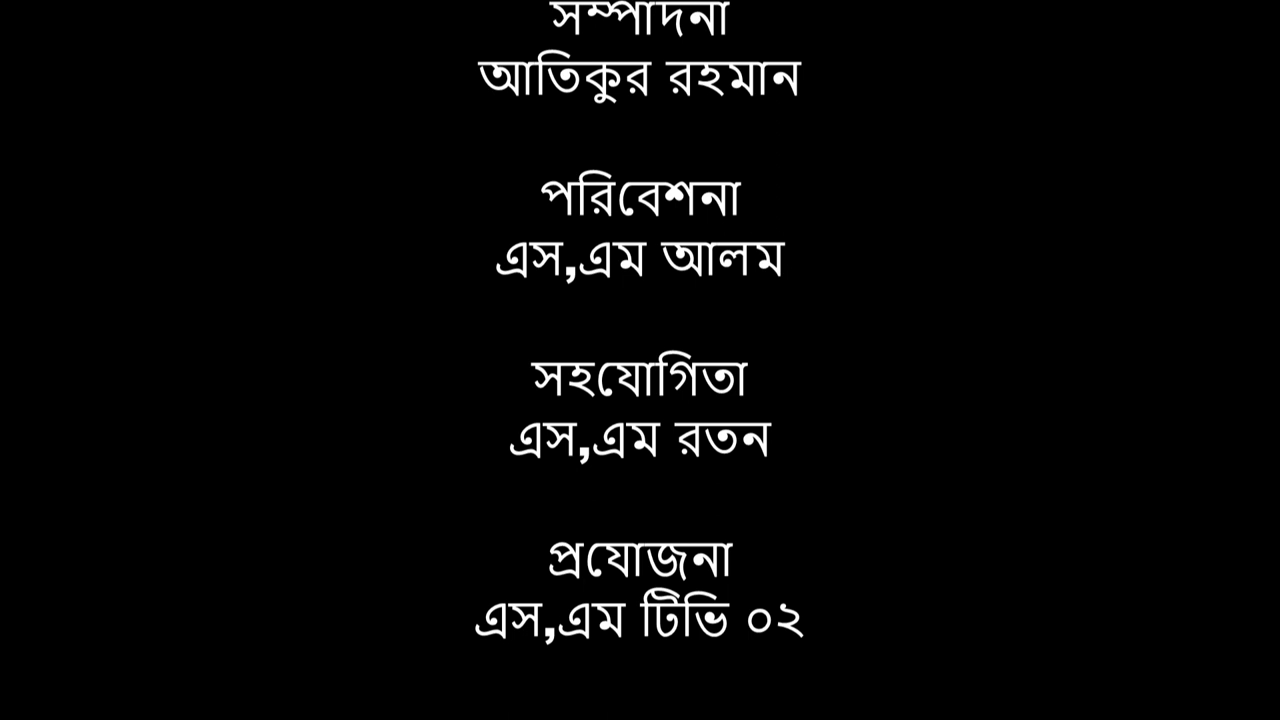 সম্পাদনা
আতিকুর রহমান
পরিবেশনা
এস,এম আলম
সহযোগিতা
এস,এম রতন
প্রযোজনা
এস,এম টিভি ০২